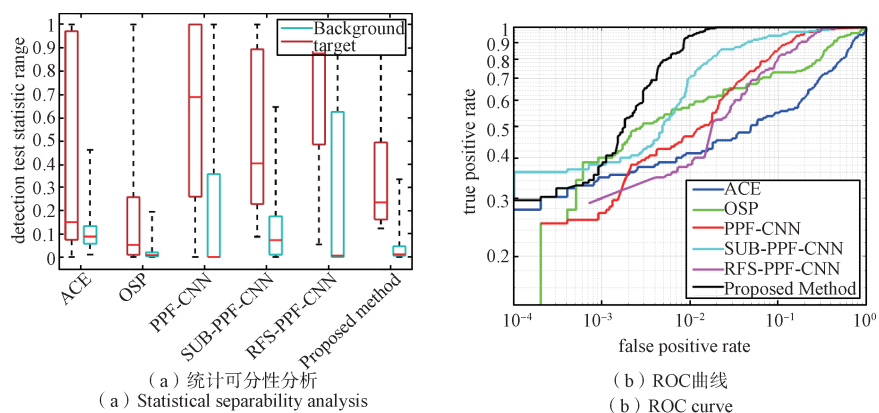 detection test statistic range
1
0.9
0.8
0.7
0.6
0.5
0.4
0.3
0.2
0.1
0
Background
target
ACE
OSP
PPF-CNN
SUB-PPF-CNN
RFS-PPF-CNN
Proposed method
（a）统计可分性分析
（a）Statistical separability analysis
true positive rate
1
0.9
0.8
0.7
0.6
0.5
0.4
0.3
0.2
ACE
OSP
PPF-CNN
SUB-PPF-CNN
RFS-PPF-CNN
Proposed Method
10⁻⁴ 10⁻³ 10⁻² 10⁻¹ 10⁰
false positive rate
（b）ROC曲线
（b）ROC curve